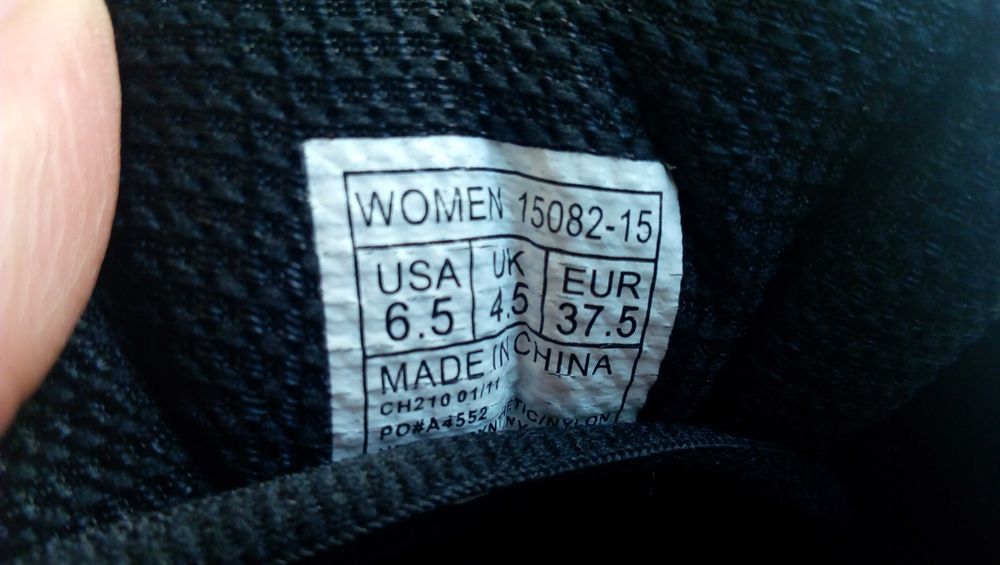 WOMEN 15082-15
USA UK EUR
6.5 4.5 37.5
MADE IN CHINA
CH210 01/11
PO#A4552